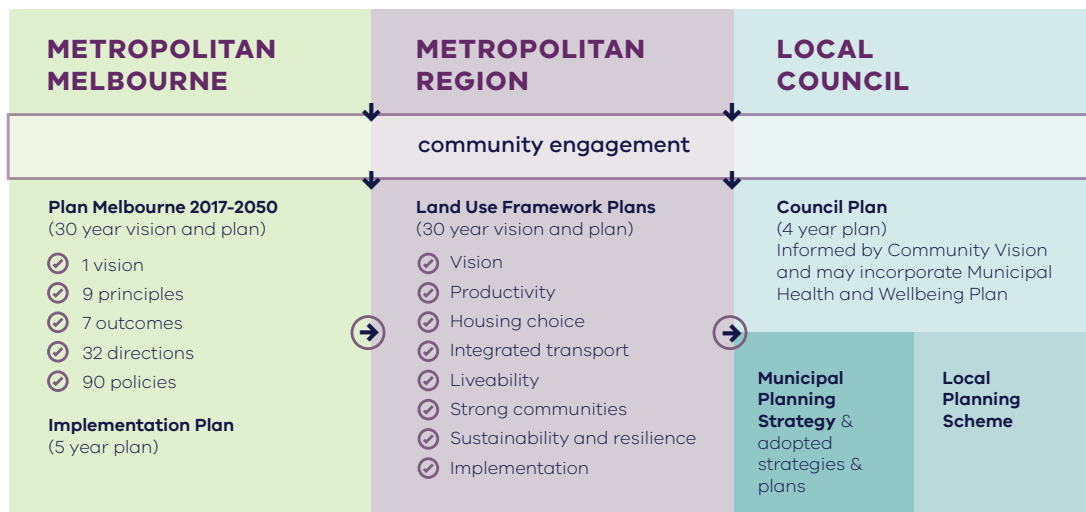 METROPOLITAN
MELBOURNE
METROPOLITAN
REGION
LOCAL
COUNCIL
community engagement
Plan Melbourne 2017-2050
(30 year vision and plan)
1 vision
9 principles
7 outcomes
32 directions
90 policies
Implementation Plan
(5 year plan)
Land Use Framework Plans
(30 year vision and plan)
Vision
Productivity
Housing choice
Integrated transport
Liveability
Strong communities
Sustainability and resilience
Implementation
Council Plan
(4 year plan)
Informed by Community Vision
and may incorporate Municipal
Health and Wellbeing Plan
Municipal
Planning
Strategy &
adopted
strategies &
plans
Local
Planning
Scheme